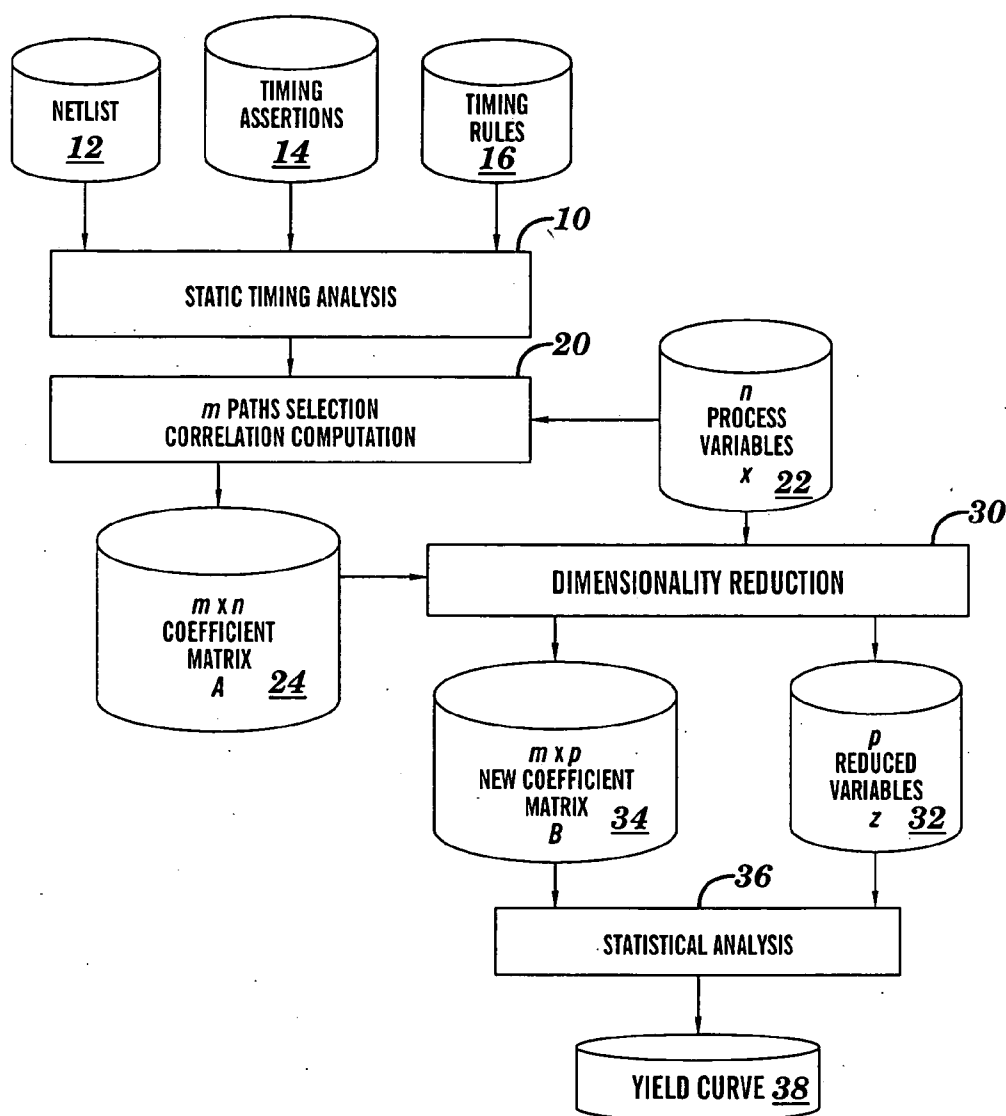 NETLIST
12
TIMING
ASSERTIONS
14
TIMING
RULES
16
10
STATIC TIMING ANALYSIS
20
m PATHS SELECTION
CORRELATION COMPUTATION
n
PROCESS
VARIABLES
x 22
30
DIMENSIONALITY REDUCTION
m x n
COEFFICIENT
MATRIX
A 24
m x p
NEW COEFFICIENT
MATRIX
B 34
p
REDUCED
VARIABLES
z 32
36
STATISTICAL ANALYSIS
YIELD CURVE 38